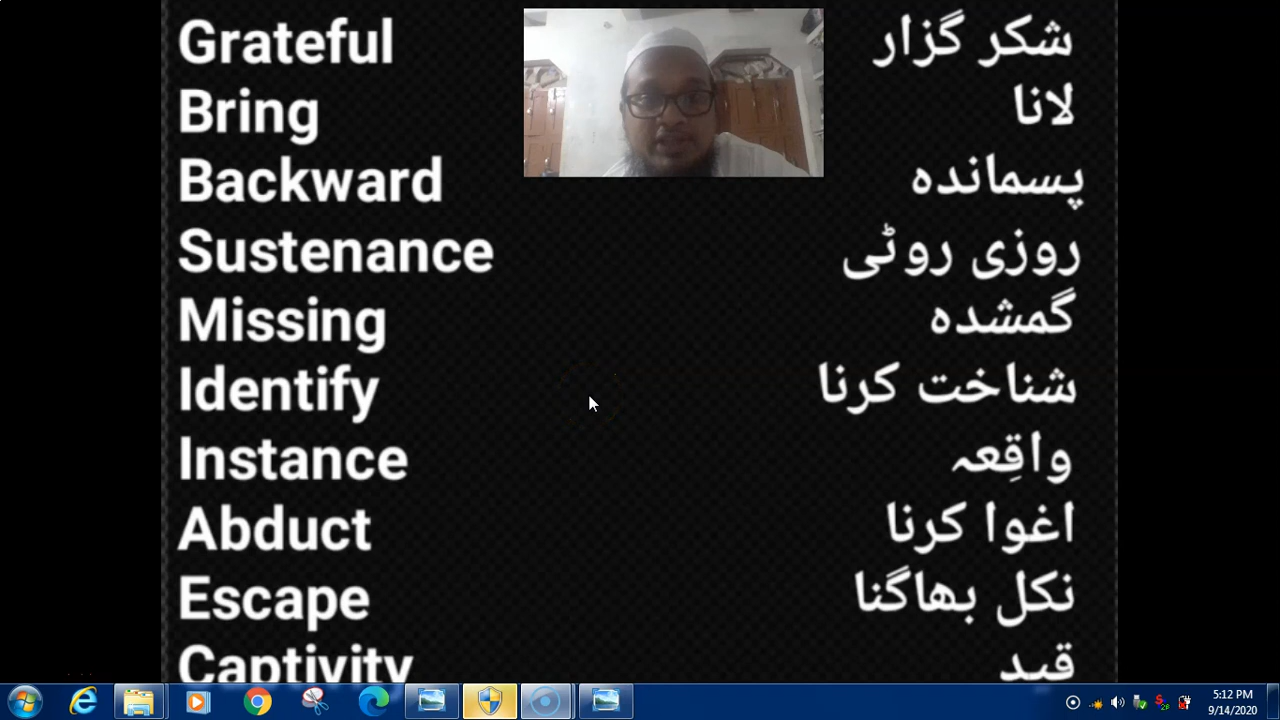 Grateful شکر گزار
Bring لانا
Backward پسماندہ
Sustenance روزی روٹی
Missing گمشدہ
Identify شناخت کرنا
Instance واقِعہ
Abduct اغوا کرنا
Escape نکل بھاگنا
Captivity قید
5:12 PM
9/14/2020